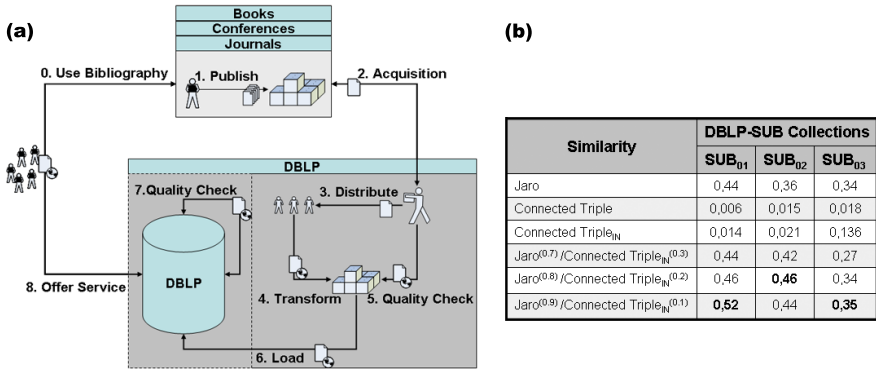 (a)
Books
Conferences
Journals
0. Use Bibliography
1. Publish
2. Acquisition
DBLP
7.Quality Check
3. Distribute
DBLP
4. Transform
5. Quality Check
8. Offer Service
6. Load
(b)
Similarity DBLP-SUB Collections
SUB01 SUB02 SUB03
Jaro 0,44 0,36 0,34
Connected Triple 0,006 0,015 0,018
Connected TripleIN 0,014 0,021 0,136
Jaro(0.7) /Connected TripleIN(0.3) 0,44 0,42 0,27
Jaro(0.8) /Connected TripleIN(0.2) 0,46 0,46 0,34
Jaro(0.9) /Connected TripleIN(0.1) 0,52 0,44 0,35